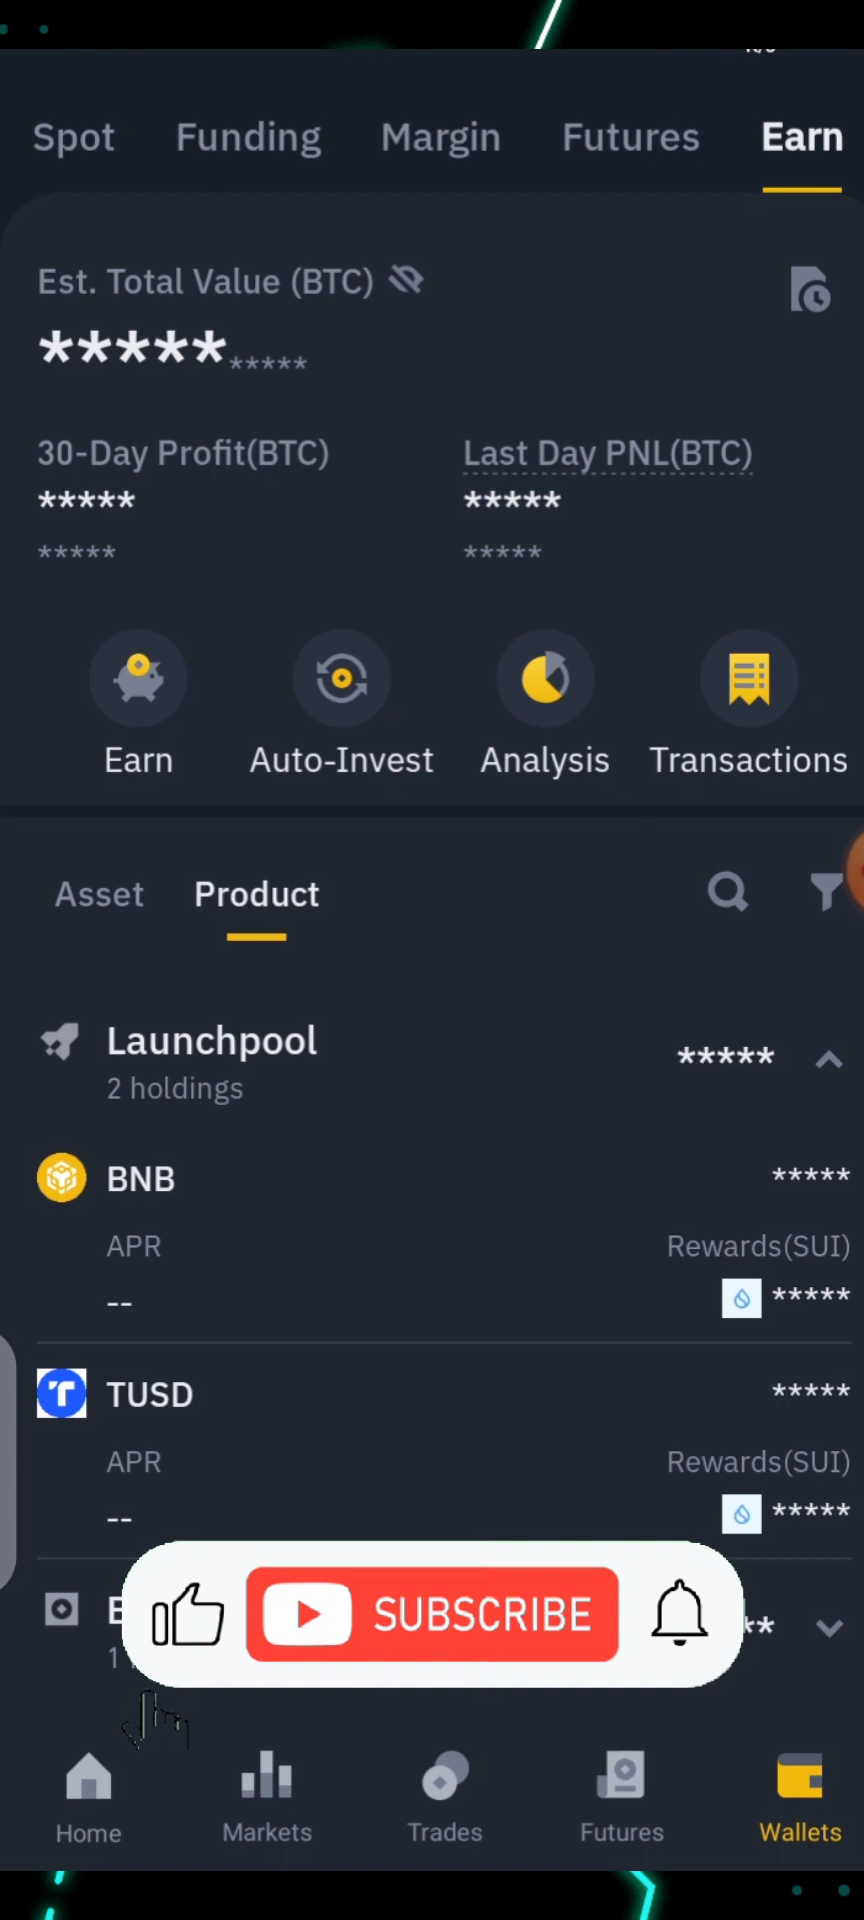 Spot Funding Margin Futures Earn
Est. Total Value (BTC)
***** *****
30-Day Profit(BTC) Last Day PNL(BTC)
***** *****
***** *****
Earn Auto-Invest Analysis Transactions
Asset Product
Launchpool *****
2 holdings
BNB *****
APR Rewards(SUI)
-- *****
TUSD *****
APR Rewards(SUI)
-- *****
SUBSCRIBE **
1
Home Markets Trades Futures Wallets